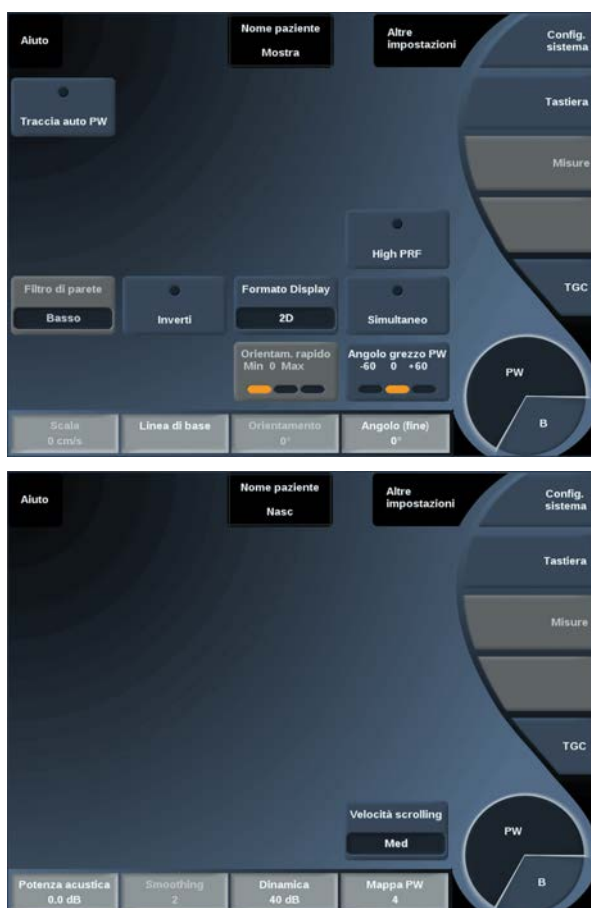 Aiuto
Nome paziente
Mostra
Altre
impostazioni
Config.
sistema
Traccia auto PW
Tastiera
Misure
High PRF
Filtro di parete
Basso
Inverti
Formato Display
2D
Simultaneo
TGC
Orientam. rapido
Min 0 Max
Angolo grezzo PW
-60 0 +60
PW
B
Scala
0 cm/s
Linea di base
Orientamento
0°
Angolo (fine)
0°
Aiuto
Nome paziente
Nasc
Altre
impostazioni
Config.
sistema
Tastiera
Misure
TGC
Velocità scrolling
Med
PW
B
Potenza acustica
0.0 dB
Smoothing
2
Dinamica
40 dB
Mappa PW
4